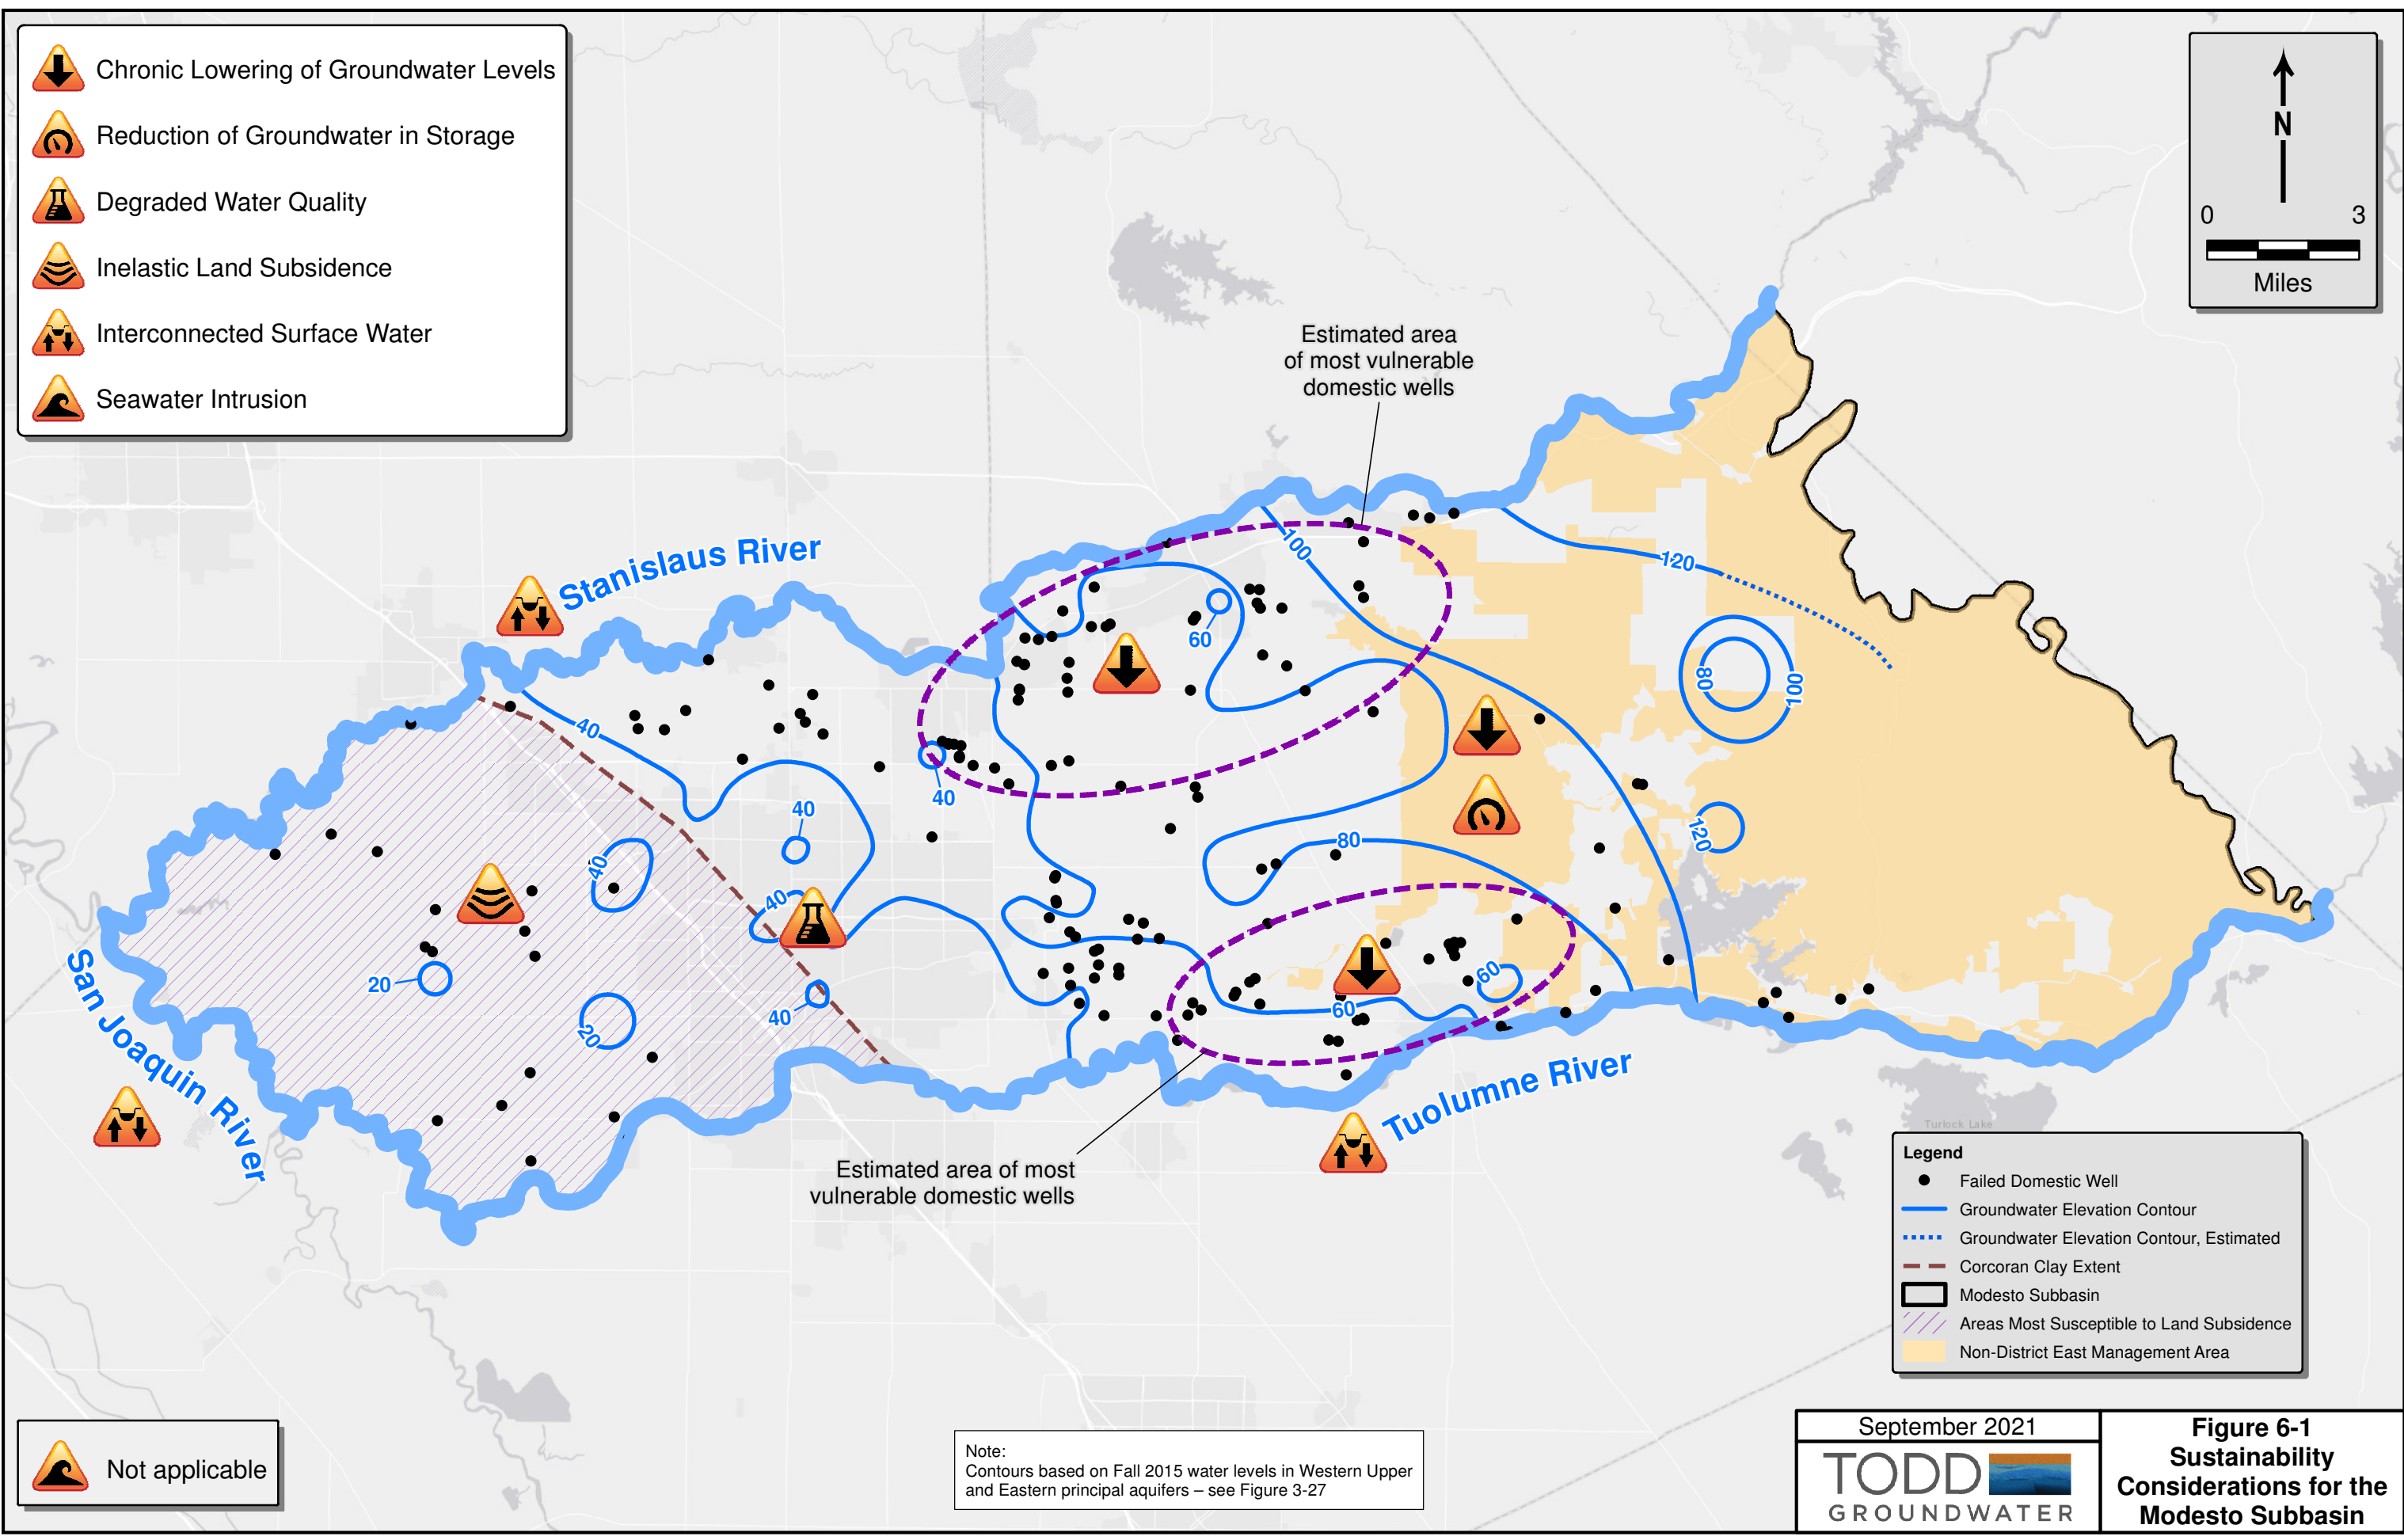 Chronic Lowering of Groundwater Levels
Reduction of Groundwater in Storage
Degraded Water Quality
Inelastic Land Subsidence
Interconnected Surface Water
Seawater Intrusion
N
0 3
Miles
Estimated area
of most vulnerable
domestic wells
Stanislaus River
100
120
60
80
100
40
40
40
80
120
40
40
60
20
60
40
20
San Joaquin River
Tuolumne River
Turlock Lake
Estimated area of most
vulnerable domestic wells
Legend
Failed Domestic Well
Groundwater Elevation Contour
Groundwater Elevation Contour, Estimated
Corcoran Clay Extent
Modesto Subbasin
Areas Most Susceptible to Land Subsidence
Non-District East Management Area
Not applicable
Note:
Contours based on Fall 2015 water levels in Western Upper
and Eastern principal aquifers – see Figure 3-27
September 2021
TODD
GROUNDWATER
Figure 6-1
Sustainability
Considerations for the
Modesto Subbasin